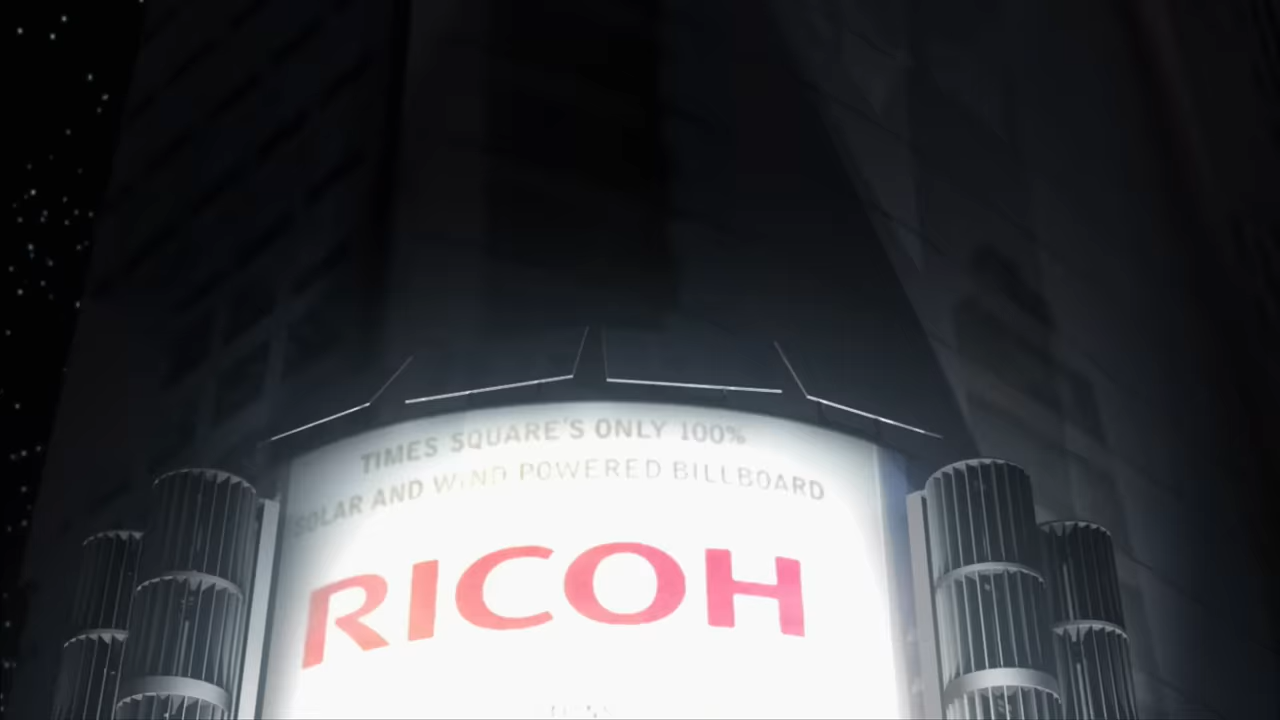 TIMES SQUARE'S ONLY 100%
SOLAR AND WIND POWERED BILLBOARD
RICOH